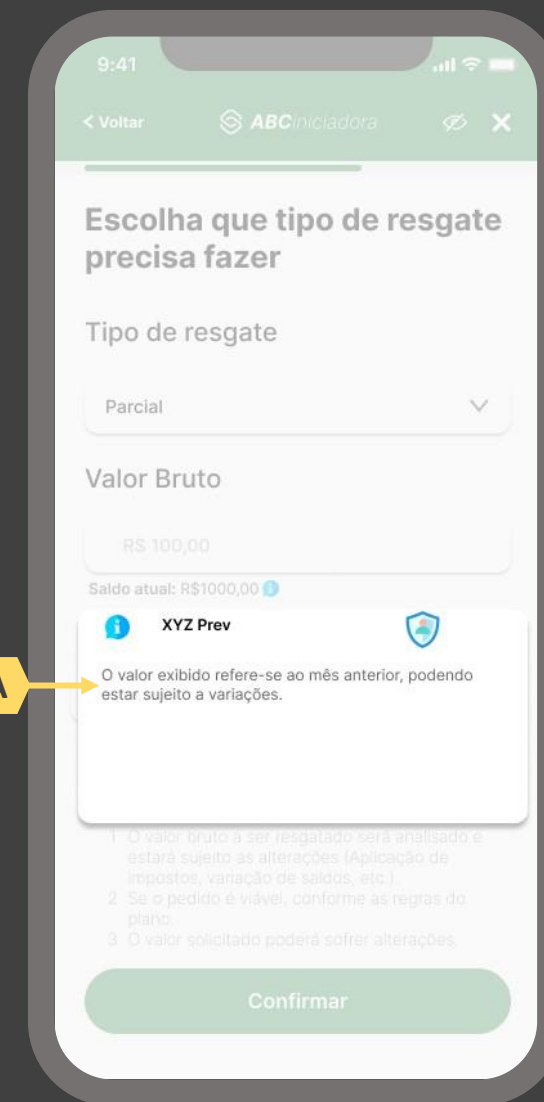 9:41
< Voltar
ABCiniciadora
Escolha que tipo de resgate
precisa fazer
Tipo de resgate
Parcial
Valor Bruto
R$ 100,00
Saldo atual: R$1000,00 i
i XYZ Prev
A
O valor exibido refere-se ao mês anterior, podendo
estar sujeito a variações.
1 O valor bruto a ser resgatado será analisado e
estará sujeito as alterações (Aplicação de
impostos, variação de saldos, etc.)
2 Se o pedido é viável, conforme as regras do
plano.
3 O valor solicitado poderá sofrer alterações
Confirmar